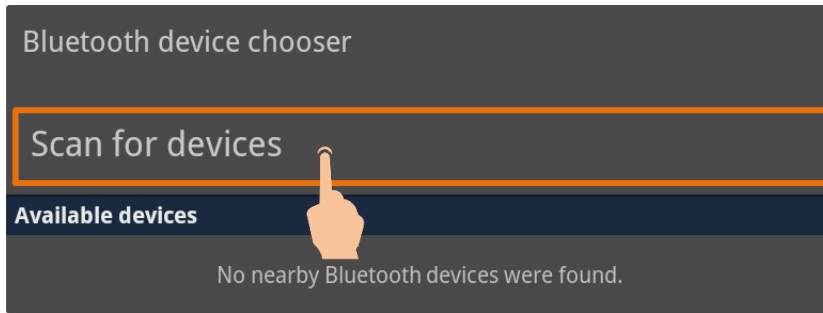 Bluetooth device chooser
Scan for devices
Available devices
No nearby Bluetooth devices were found.